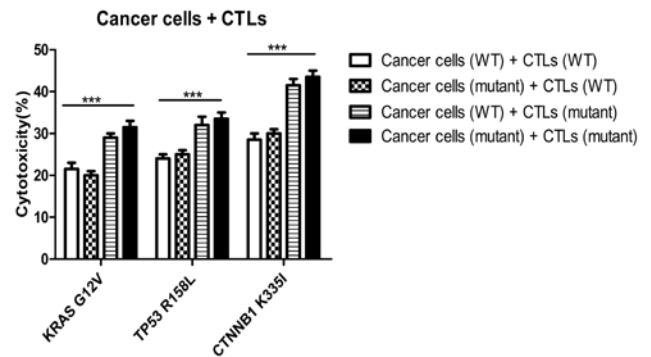 Cancer cells + CTLs
Cytotoxicity(%)
50
40
30
20
10
0
***
***
***
KRAS G12V
TP53 R158L
CTNNB1 K335I
Cancer cells (WT) + CTLs (WT)
Cancer cells (mutant) + CTLs (WT)
Cancer cells (WT) + CTLs (mutant)
Cancer cells (mutant) + CTLs (mutant)